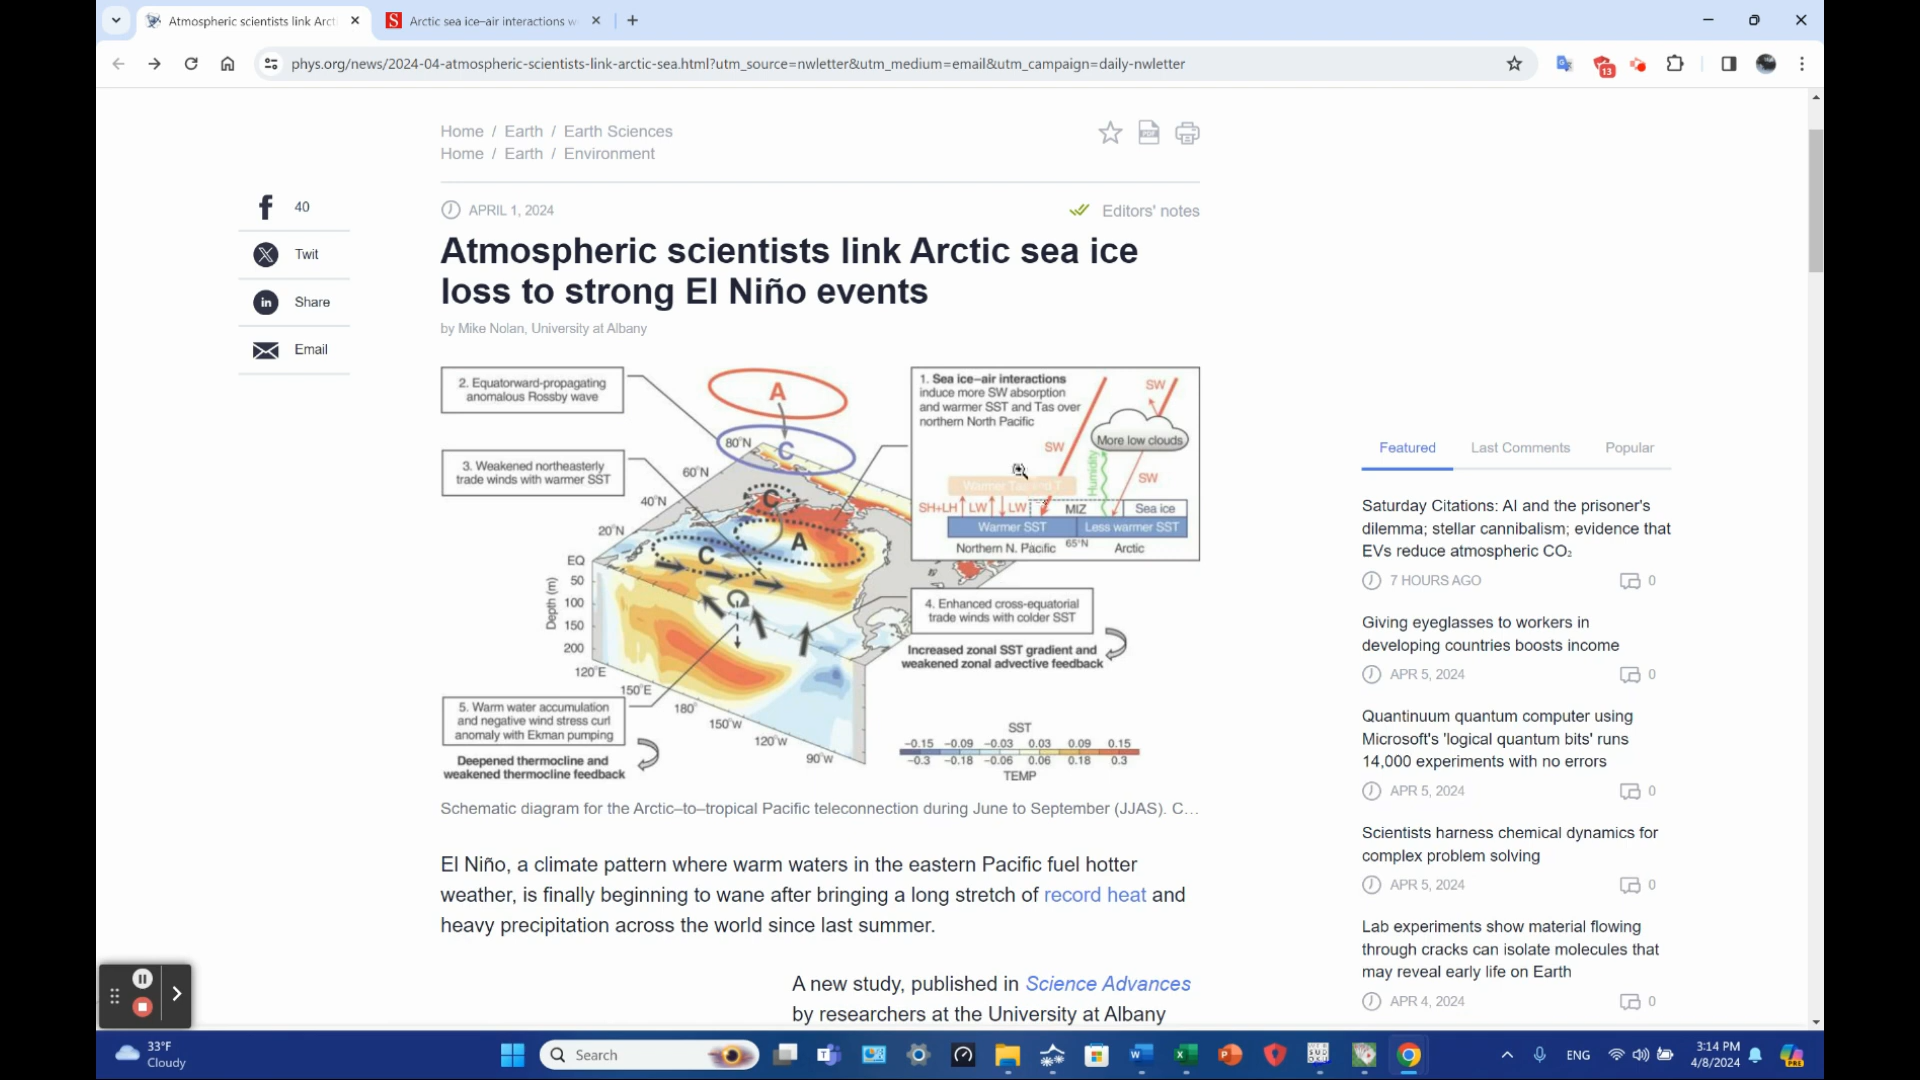 Atmospheric scientists link Arct
Arctic sea ice–air interactions w
phys.org/news/2024-04-atmospheric-scientists-link-arctic-sea.html?utm_source=nwletter&utm_medium=email&utm_campaign=daily-nwletter
13
Home / Earth / Earth Sciences
Home / Earth / Environment
PDF
40
Twit
Share
Email
APRIL 1, 2024
Editors' notes
Atmospheric scientists link Arctic sea ice
loss to strong El Niño events
by Mike Nolan, University at Albany
2. Equatorward-propagating
anomalous Rossby wave
3. Weakened northeasterly
trade winds with warmer SST
A
C
C
A
C
80°N
60°N
40°N
20°N
EQ
50
100
150
200
Depth (m)
120°E
150°E
180°
150°W
120°W
90°W
1. Sea ice–air interactions
induce more SW absorption
and warmer SST and Tas over
northern North Pacific
SW
More low clouds
SW
SW
Humidity
SH+LH
LW
LW
MIZ
Sea ice
Warmer SST
Less warmer SST
Northern N. Pacific
65°N
Arctic
4. Enhanced cross-equatorial
trade winds with colder SST
Increased zonal SST gradient and
weakened zonal advective feedback
5. Warm water accumulation
and negative wind stress curl
anomaly with Ekman pumping
Deepened thermocline and
weakened thermocline feedback
SST
−0.15 −0.09 −0.03 0.03 0.09 0.15
−0.3 −0.18 −0.06 0.06 0.18 0.3
TEMP
Schematic diagram for the Arctic–to–tropical Pacific teleconnection during June to September (JJAS). C...
El Niño, a climate pattern where warm waters in the eastern Pacific fuel hotter
weather, is finally beginning to wane after bringing a long stretch of record heat and
heavy precipitation across the world since last summer.
A new study, published in Science Advances
by researchers at the University at Albany
Featured
Last Comments
Popular
Saturday Citations: AI and the prisoner's
dilemma; stellar cannibalism; evidence that
EVs reduce atmospheric CO₂
7 HOURS AGO
0
Giving eyeglasses to workers in
developing countries boosts income
APR 5, 2024
0
Quantinuum quantum computer using
Microsoft's 'logical quantum bits' runs
14,000 experiments with no errors
APR 5, 2024
0
Scientists harness chemical dynamics for
complex problem solving
APR 5, 2024
0
Lab experiments show material flowing
through cracks can isolate molecules that
may reveal early life on Earth
APR 4, 2024
0
33°F
Cloudy
Search
ENG
3:14 PM
4/8/2024